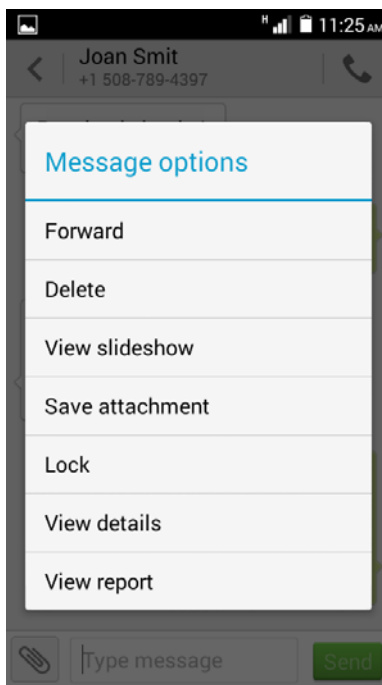 H 11:25 AM
Joan Smit
+1 508-789-4397
Message options
Forward
Delete
View slideshow
Save attachment
Lock
View details
View report
Type message
Send